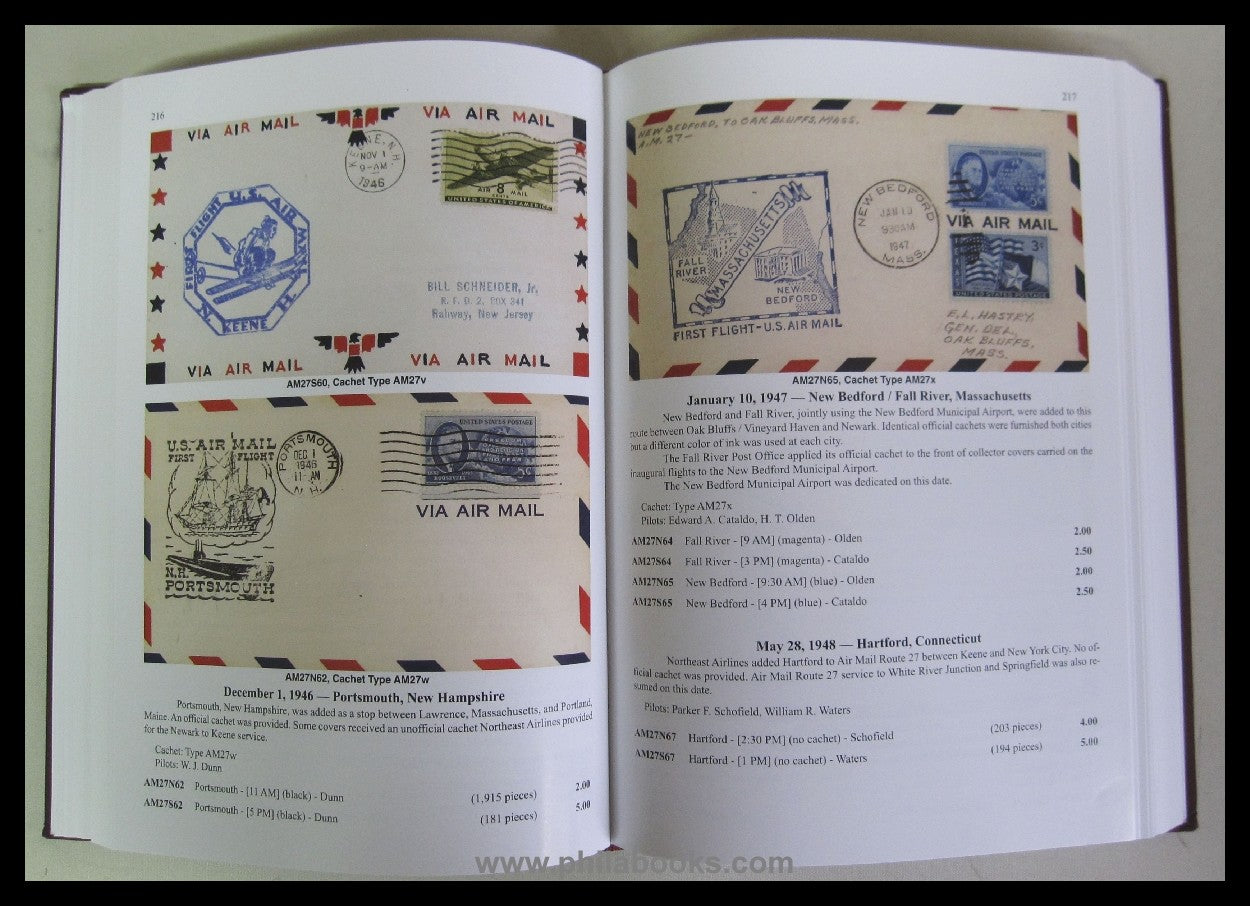 216
VIA AIR MAIL
VIA AIR MAIL
KEENE, N.H.
NOV 1
9-AM
1946
AIR 8 MAIL
UNITED STATES OF AMERICA
FIRST FLIGHT U.S. AIR MAIL
N. H.
KEENE
BILL SCHNEIDER, Jr.
R. F. D. 2, BOX 341
Rahway, New Jersey
VIA AIR MAIL
VIA AIR MAIL
AM27S60, Cachet Type AM27v
U.S. AIR MAIL
FIRST FLIGHT
PORTSMOUTH
DEC 1
1946
11-AM
N.H.
UNITED STATES POSTAGE
ROOSEVELT
5¢
VIA AIR MAIL
N.H.
PORTSMOUTH
AM27N62, Cachet Type AM27w
December 1, 1946 — Portsmouth, New Hampshire
Portsmouth, New Hampshire, was added as a stop between Lawrence, Massachusetts, and Portland,
Maine. An official cachet was provided. Some covers received an unofficial cachet Northeast Airlines provided
for the Newark to Keene service.
Cachet: Type AM27w
Pilots: W. J. Dunn
AM27N62 Portsmouth - [11 AM] (black) - Dunn (1,915 pieces) 2.00
AM27S62 Portsmouth - [5 PM] (black) - Dunn (181 pieces) 5.00
217
NEW BEDFORD, TO OAK BLUFFS, MASS.
A.M. 27-
UNITED STATES POSTAGE
5¢
NEW BEDFORD
JAN 10
930AM
1947
MASS.
VIA AIR MAIL
3¢
UNITED STATES POSTAGE
MASSACHUSETTS
FALL
RIVER
NEW
BEDFORD
FIRST FLIGHT - U.S. AIR MAIL
E.L. HASTEY,
GEN. DEL.
OAK BLUFFS,
MASS.
AM27N65, Cachet Type AM27x
January 10, 1947 — New Bedford / Fall River, Massachusetts
New Bedford and Fall River, jointly using the New Bedford Municipal Airport, were added to this
route between Oak Bluffs / Vineyard Haven and Newark. Identical official cachets were furnished both cities
but a different color of ink was used at each city.
The Fall River Post Office applied its official cachet to the front of collector covers carried on the
inaugural flights to the New Bedford Municipal Airport.
The New Bedford Municipal Airport was dedicated on this date.
Cachet: Type AM27x
Pilots: Edward A. Cataldo, H. T. Olden
AM27N64 Fall River - [9 AM] (magenta) - Olden 2.00
AM27S64 Fall River - [3 PM] (magenta) - Cataldo 2.50
AM27N65 New Bedford - [9:30 AM] (blue) - Olden 2.00
AM27S65 New Bedford - [4 PM] (blue) - Cataldo 2.50
May 28, 1948 — Hartford, Connecticut
Northeast Airlines added Hartford to Air Mail Route 27 between Keene and New York City. No of-
ficial cachet was provided. Air Mail Route 27 service to White River Junction and Springfield was also re-
sumed on this date.
Pilots: Parker F. Schofield, William R. Waters
AM27N67 Hartford - [2:30 PM] (no cachet) - Schofield (203 pieces) 4.00
AM27S67 Hartford - [1 PM] (no cachet) - Waters (194 pieces) 5.00
www.philabooks.com